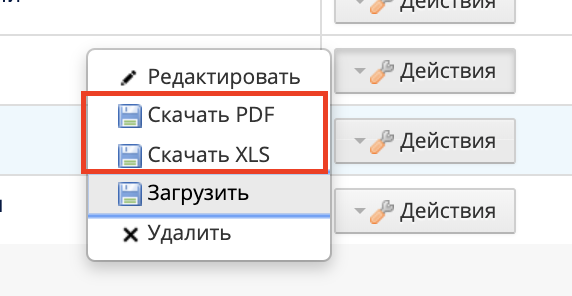 Действия
Действия
Редактировать
Скачать PDF
Скачать XLS
Действия
Загрузить
Действия
Удалить